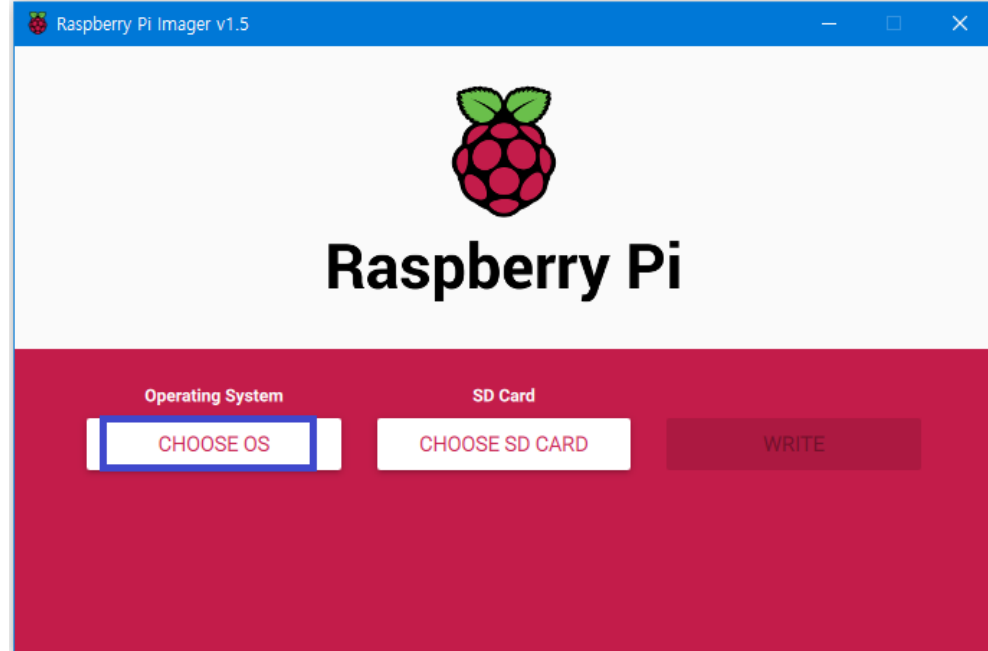 Raspberry Pi Imager v1.5
Raspberry Pi
Operating System
SD Card
CHOOSE OS
CHOOSE SD CARD
WRITE